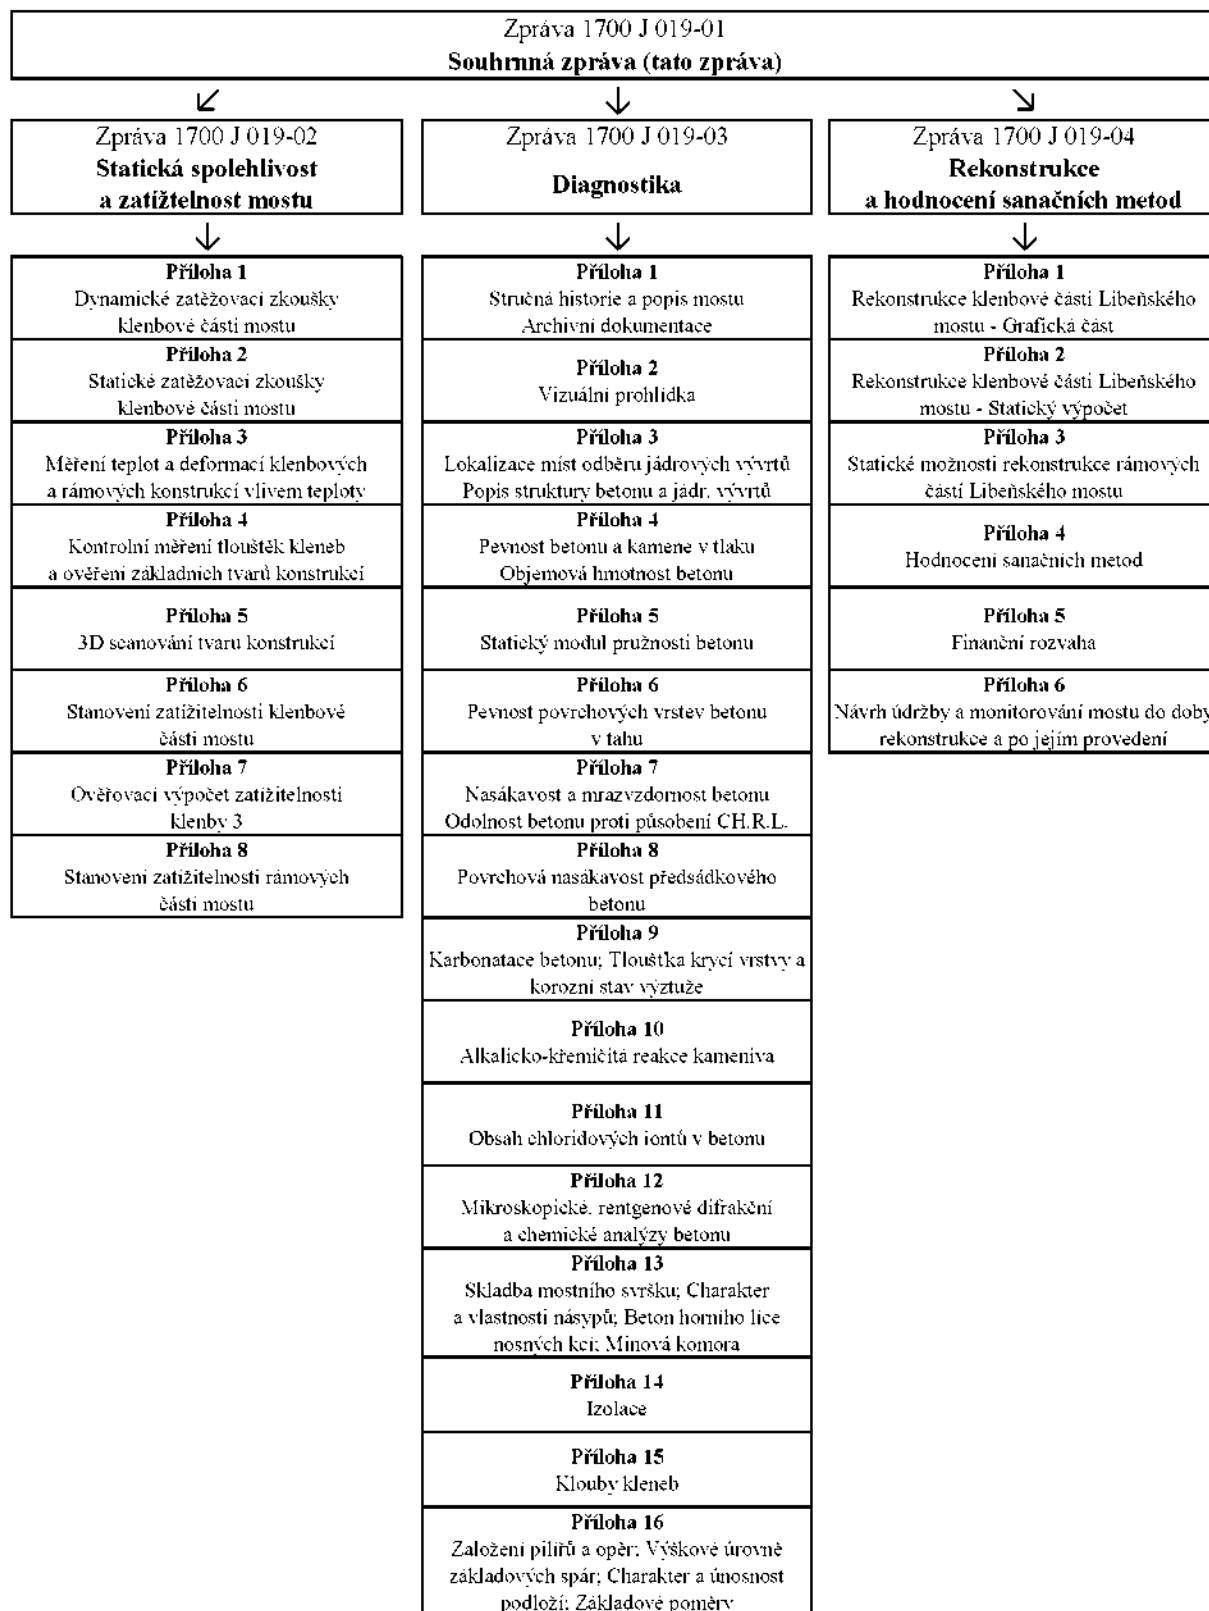 Zpráva 1700 J 019-01
Souhrnná zpráva (tato zpráva)
Zpráva 1700 J 019-02
Statická spolehlivost
a zatížtelnost mostu
Příloha 1
Dynamické zatěžovací zkoušky
klenbové části mostu
Příloha 2
Statické zatěžovací zkoušky
klenbové části mostu
Příloha 3
Měření teplot a deformací klenbových
a rámových konstrukcí vlivem teploty
Příloha 4
Kontrolní měření tlouštěk kleneb
a ověření základních tvarů konstrukcí
Příloha 5
3D scanování tvaru konstrukcí
Příloha 6
Stanovení zatížitelnosti klenbové
části mostu
Příloha 7
Ověřovací výpočet zatížitelnosti
klenby 3
Příloha 8
Stanovení zatížitelnosti rámových
části mostu
Zpráva 1700 J 019-03
Diagnostika
Příloha 1
Stručná historie a popis mostu
Archivní dokumentace
Příloha 2
Vizuální prohlídka
Příloha 3
Lokalizace míst odběru jádrových vývrtů
Popis struktury betonu a jádr. vývrtů
Příloha 4
Pevnost betonu a kamene v tlaku
Objemová hmotnost betonu
Příloha 5
Statický modul pružnosti betonu
Příloha 6
Pevnost povrchových vrstev betonu
v tahu
Příloha 7
Nasákavost a mrazvzdornost betonu
Odolnost betonu proti působení CH.R.L.
Příloha 8
Povrchová nasákavost předsádkového
betonu
Příloha 9
Karbonatace betonu; Tloušťka krycí vrstvy a
korozní stav výztuže
Příloha 10
Alkalicko-křemičitá reakce kameniva
Příloha 11
Obsah chloridových iontů v betonu
Příloha 12
Mikroskopické, rentgenové difrakční
a chemické analýzy betonu
Příloha 13
Skladba mostního svršku; Charakter
a vlastnosti násypů; Beton horního líce
nosných kcí; Minová komora
Příloha 14
Izolace
Příloha 15
Klouby kleneb
Příloha 16
Založení pilířů a opěr; Výškové úrovně
základových spár; Charakter a únosnost
podloží; Základové poměry
Zpráva 1700 J 019-04
Rekonstrukce
a hodnocení sanačních metod
Příloha 1
Rekonstrukce klenbové části Libeňského
mostu - Grafická část
Příloha 2
Rekonstrukce klenbové části Libeňského
mostu - Statický výpočet
Příloha 3
Statické možnosti rekonstrukce rámových
částí Libeňského mostu
Příloha 4
Hodnocení sanačních metod
Příloha 5
Finanční rozvaha
Příloha 6
Návrh údržby a monitorování mostu do doby
rekonstrukce a po jejím provedení